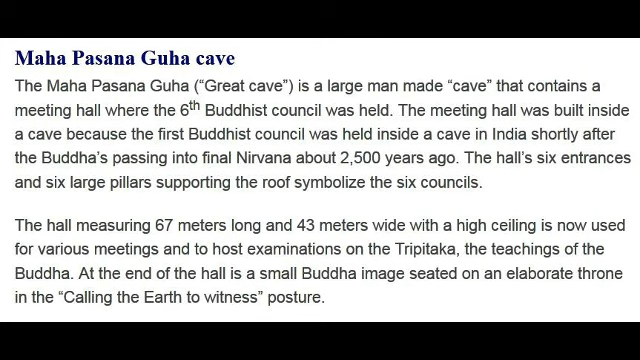 Maha Pasana Guha cave
The Maha Pasana Guha (“Great cave”) is a large man made “cave” that contains a
meeting hall where the 6th Buddhist council was held. The meeting hall was built inside
a cave because the first Buddhist council was held inside a cave in India shortly after
the Buddha’s passing into final Nirvana about 2,500 years ago. The hall’s six entrances
and six large pillars supporting the roof symbolize the six councils.
The hall measuring 67 meters long and 43 meters wide with a high ceiling is now used
for various meetings and to host examinations on the Tripitaka, the teachings of the
Buddha. At the end of the hall is a small Buddha image seated on an elaborate throne
in the “Calling the Earth to witness” posture.